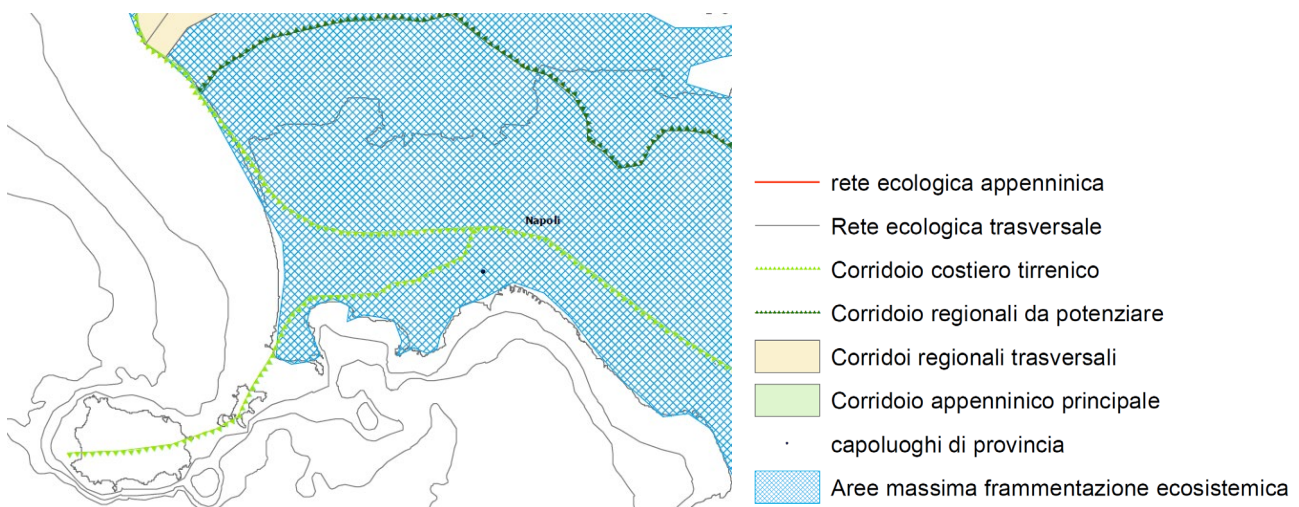 Napoli
rete ecologica appenninica
Rete ecologica trasversale
Corridoio costiero tirrenico
Corridoio regionali da potenziare
Corridoi regionali trasversali
Corridoio appenninico principale
capoluoghi di provincia
Aree massima frammentazione ecosistemica